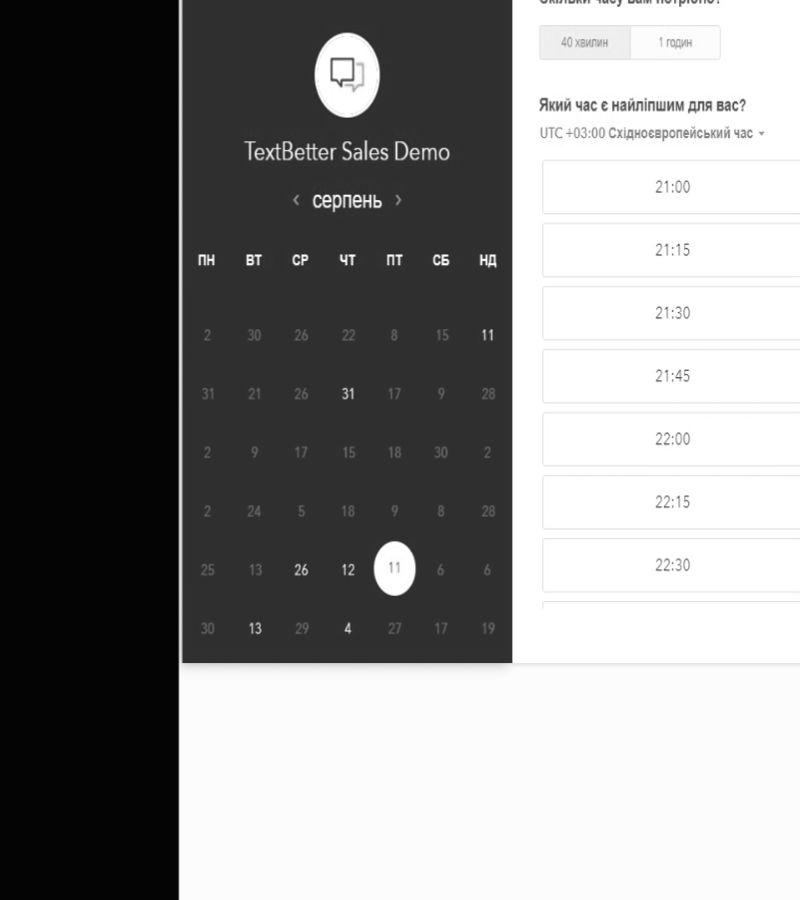 TextBetter Sales Demo
‹ серпень ›
ПН ВТ СР ЧТ ПТ СБ НД
2 30 26 22 8 15 11
31 21 26 31 17 9 28
2 9 17 15 18 30 2
2 24 5 18 9 8 28
25 13 26 12 11 6 6
30 13 29 4 27 17 19
40 хвилин 1 годин
Який час є найліпшим для вас?
UTC +03:00 Східноєвропейський час
21:00
21:15
21:30
21:45
22:00
22:15
22:30